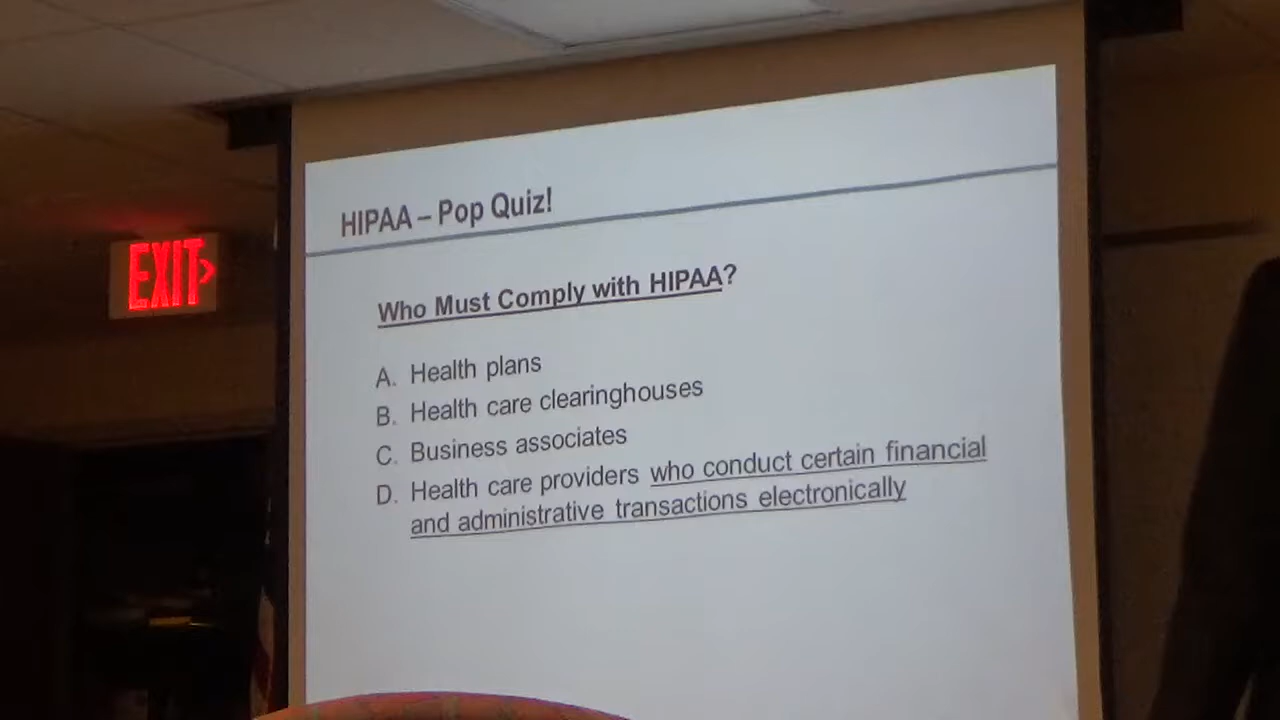 EXIT
HIPAA – Pop Quiz!
Who Must Comply with HIPAA?
A. Health plans
B. Health care clearinghouses
C. Business associates
D. Health care providers who conduct certain financial
and administrative transactions electronically